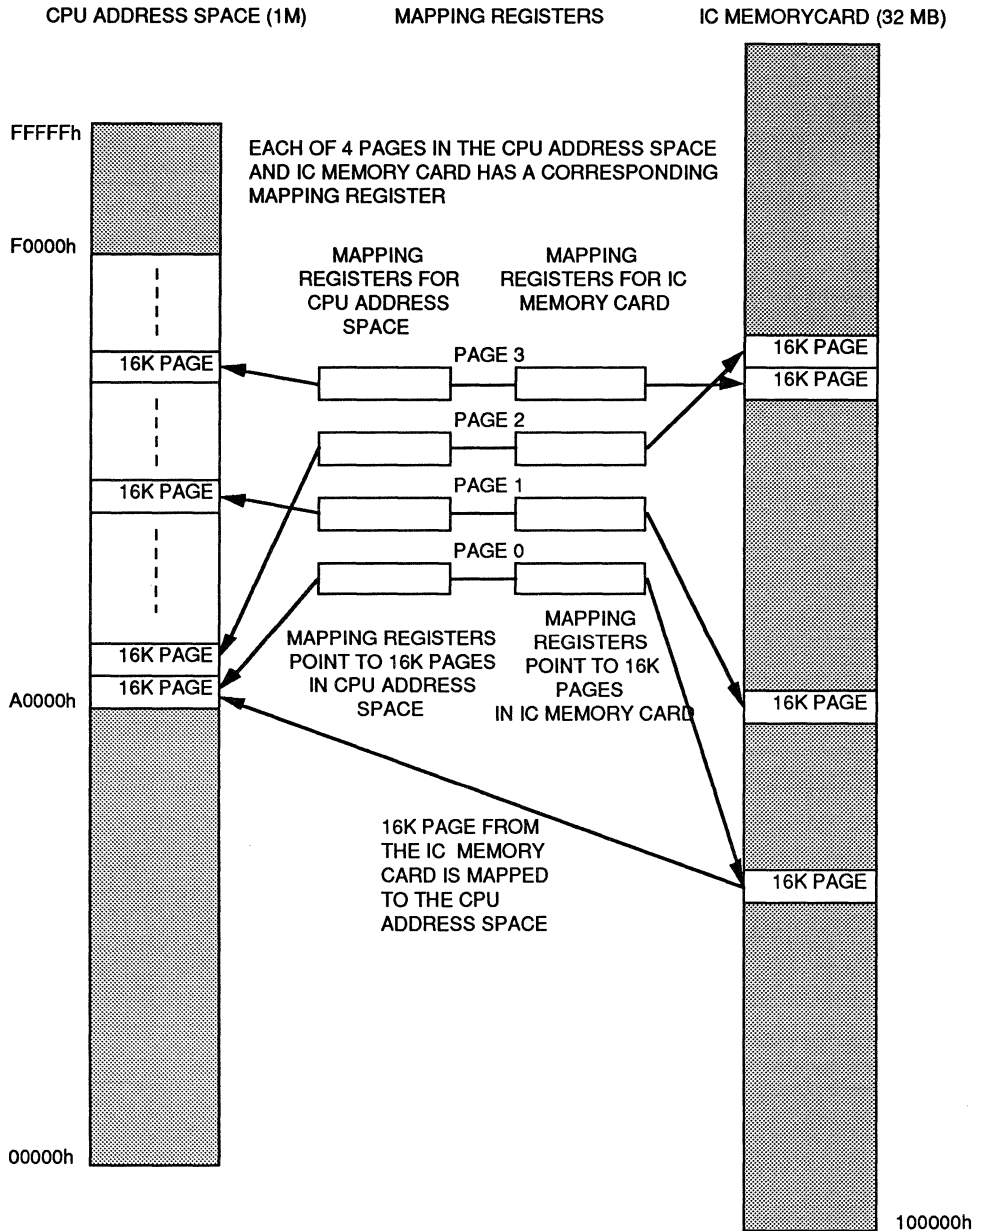 CPU ADDRESS SPACE (1M)
MAPPING REGISTERS
IC MEMORYCARD (32 MB)
FFFFFh
EACH OF 4 PAGES IN THE CPU ADDRESS SPACE
AND IC MEMORY CARD HAS A CORRESPONDING
MAPPING REGISTER
F0000h
MAPPING
REGISTERS FOR
CPU ADDRESS
SPACE
MAPPING
REGISTERS FOR IC
MEMORY CARD
16K PAGE
PAGE 3
16K PAGE
16K PAGE
PAGE 2
16K PAGE
PAGE 1
PAGE 0
16K PAGE
16K PAGE
A0000h
MAPPING REGISTERS
POINT TO 16K PAGES
IN CPU ADDRESS
SPACE
MAPPING
REGISTERS
POINT TO 16K
PAGES
IN IC MEMORY CARD
16K PAGE
16K PAGE FROM
THE IC MEMORY
CARD IS MAPPED
TO THE CPU
ADDRESS SPACE
16K PAGE
00000h
100000h